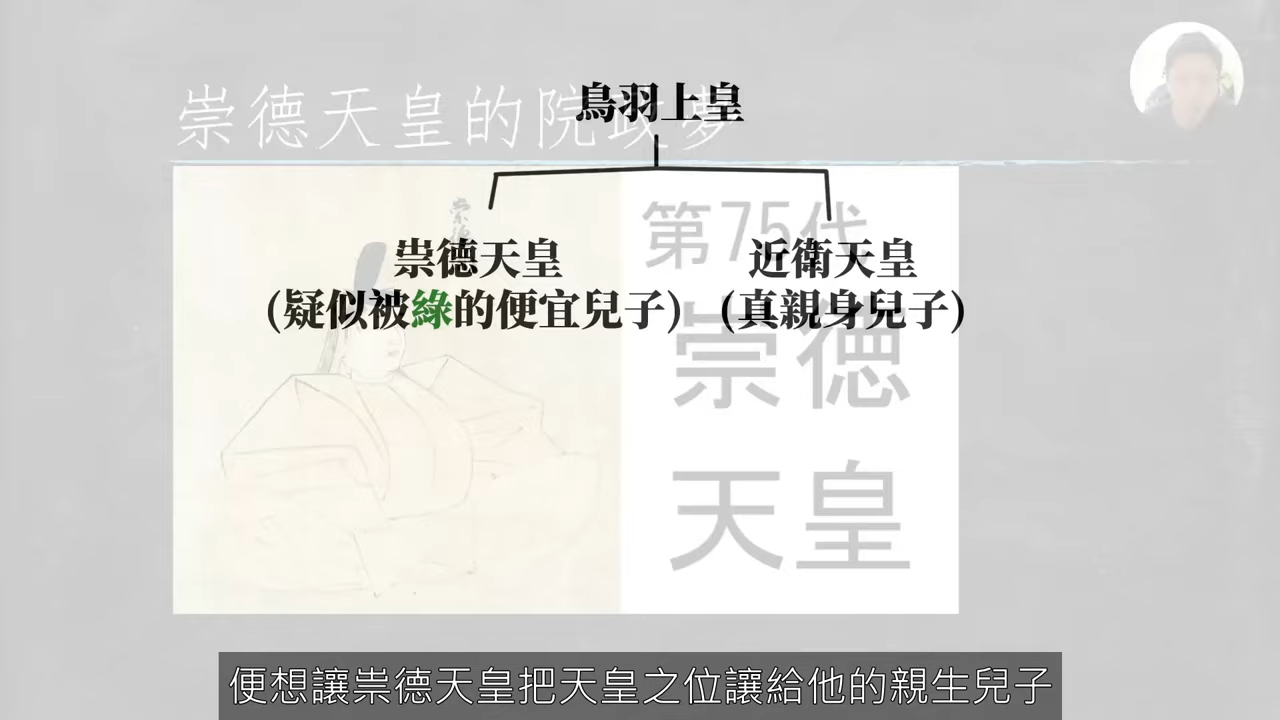 崇德天皇的院政夢
鳥羽上皇
祟德天皇
(疑似被綠的便宜兒子)
近衛天皇
(真親身兒子)
第75代
崇徳
天皇
便想讓祟德天皇把天皇之位讓給他的親生兒子